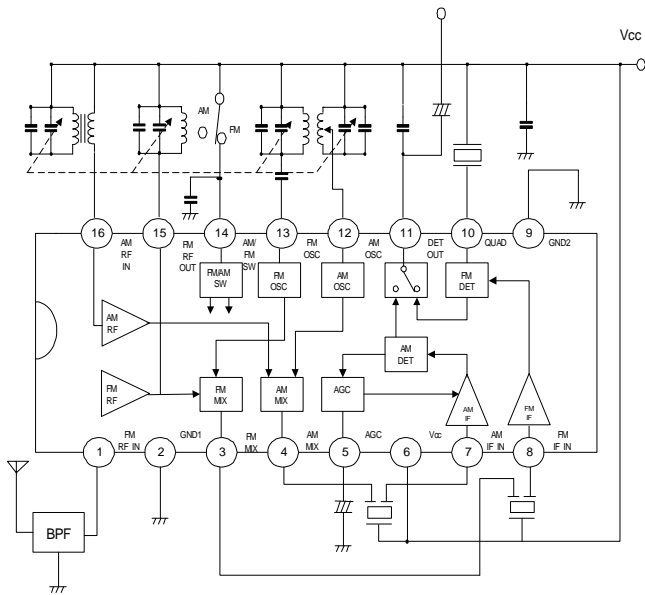 Vcc
AM
FM
16
AM
RF
IN
15
FM
RF
OUT
14
AM/
FM
SW
13
FM
OSC
12
AM
OSC
11
DET
OUT
10
QUAD
9
GND2
FM/AM
SW
FM
OSC
AM
OSC
FM
DET
AM
RF
AM
DET
FM
RF
FM
MIX
AM
MIX
AGC
AM
IF
FM
IF
1
FM
RF IN
2
GND1
3
FM
MIX
4
AM
MIX
5
AGC
6
Vcc
7
AM
IF IN
8
FM
IF IN
BPF